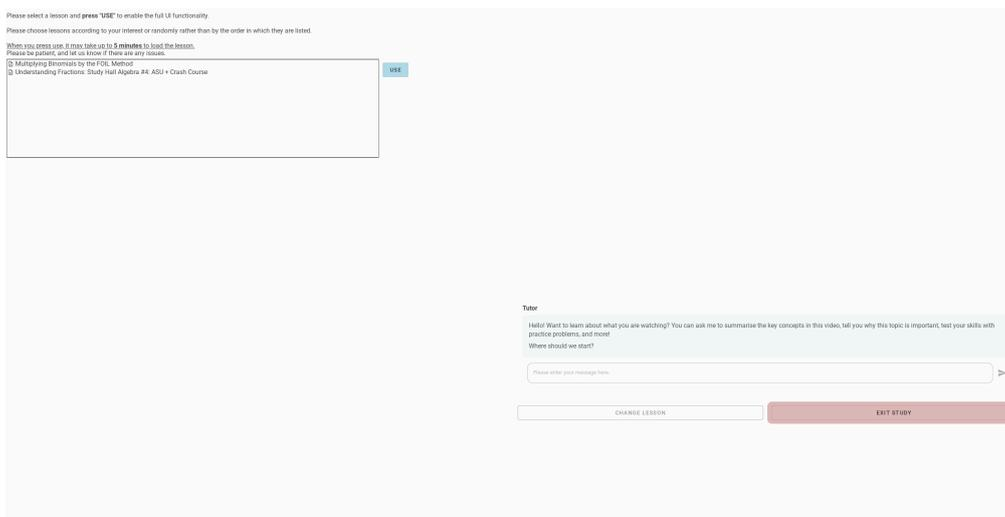 Please select a lesson and press "USE" to enable the full UI functionality.
Please choose lessons according to your interest or randomly rather than by the order in which they are listed.
When you press use, it may take up to 5 minutes to load the lesson.
Please be patient, and let us know if there are any issues.
Multiplying Binomials by the FOIL Method
Understanding Fractions: Study Hall Algebra #4: ASU + Crash Course
USE
Tutor
Hello! Want to learn about what you are watching? You can ask me to summarise the key concepts in this video, tell you why this topic is important, test your skills with
practice problems, and more!
Where should we start?
Please enter your message here.
CHANGE LESSON
EXIT STUDY